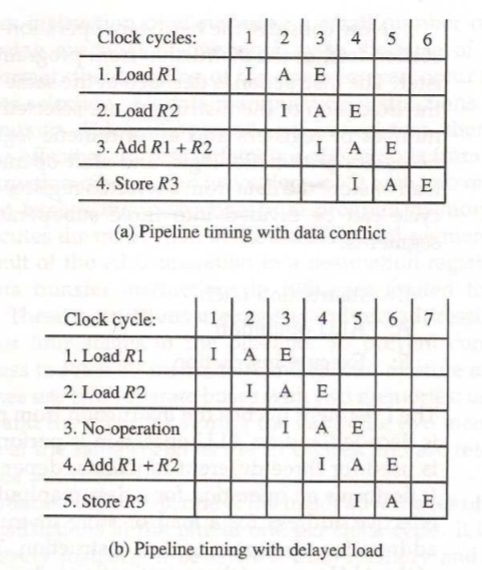 Clock cycles: 1 2 3 4 5 6
1. Load R1 I A E
2. Load R2 I A E
3. Add R1 + R2 I A E
4. Store R3 I A E
(a) Pipeline timing with data conflict
Clock cycle: 1 2 3 4 5 6 7
1. Load R1 I A E
2. Load R2 I A E
3. No-operation I A E
4. Add R1 + R2 I A E
5. Store R3 I A E
(b) Pipeline timing with delayed load